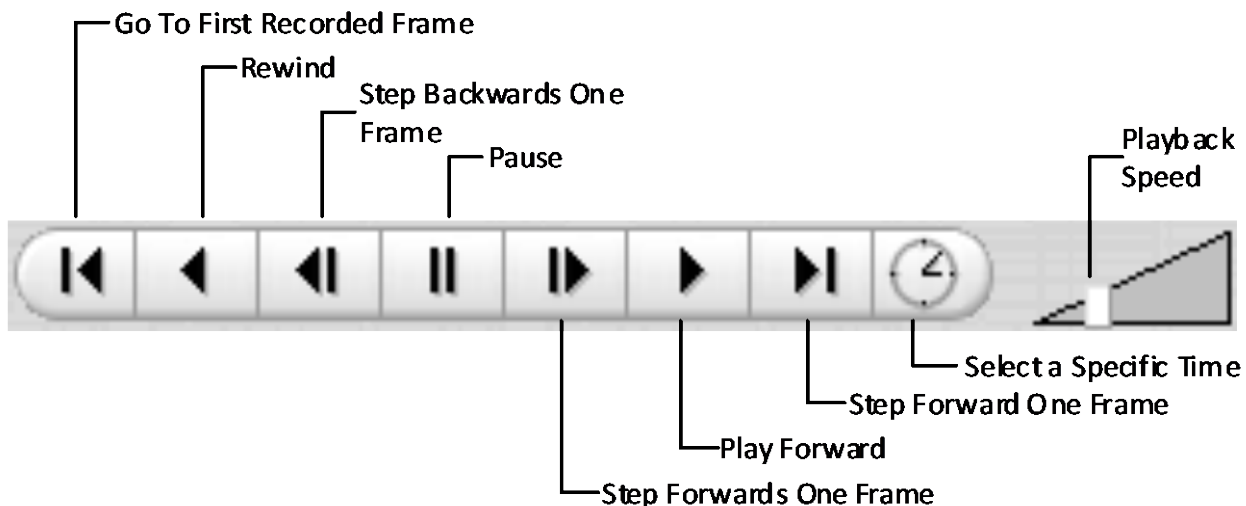 Go To First Recorded Frame
Rewind
Step Backwards One
Frame
Pause
Playback
Speed
Select a Specific Time
Step Forward One Frame
Play Forward
Step Forwards One Frame